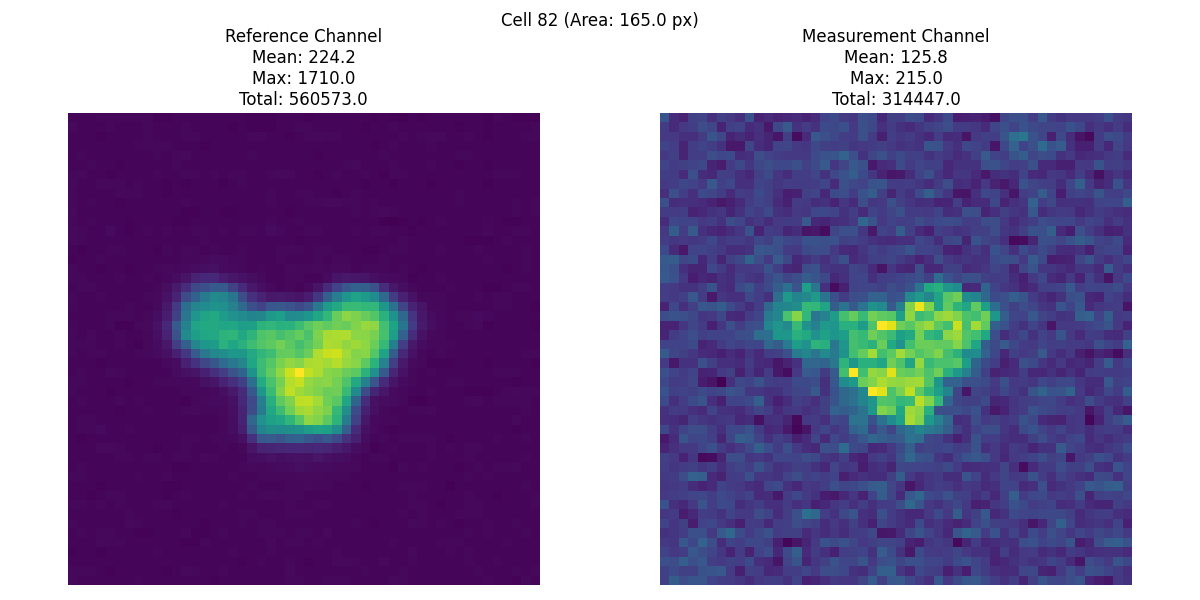 Cell 82 (Area: 165.0 px)
Reference Channel
Mean: 224.2
Max: 1710.0
Total: 560573.0
Measurement Channel
Mean: 125.8
Max: 215.0
Total: 314447.0